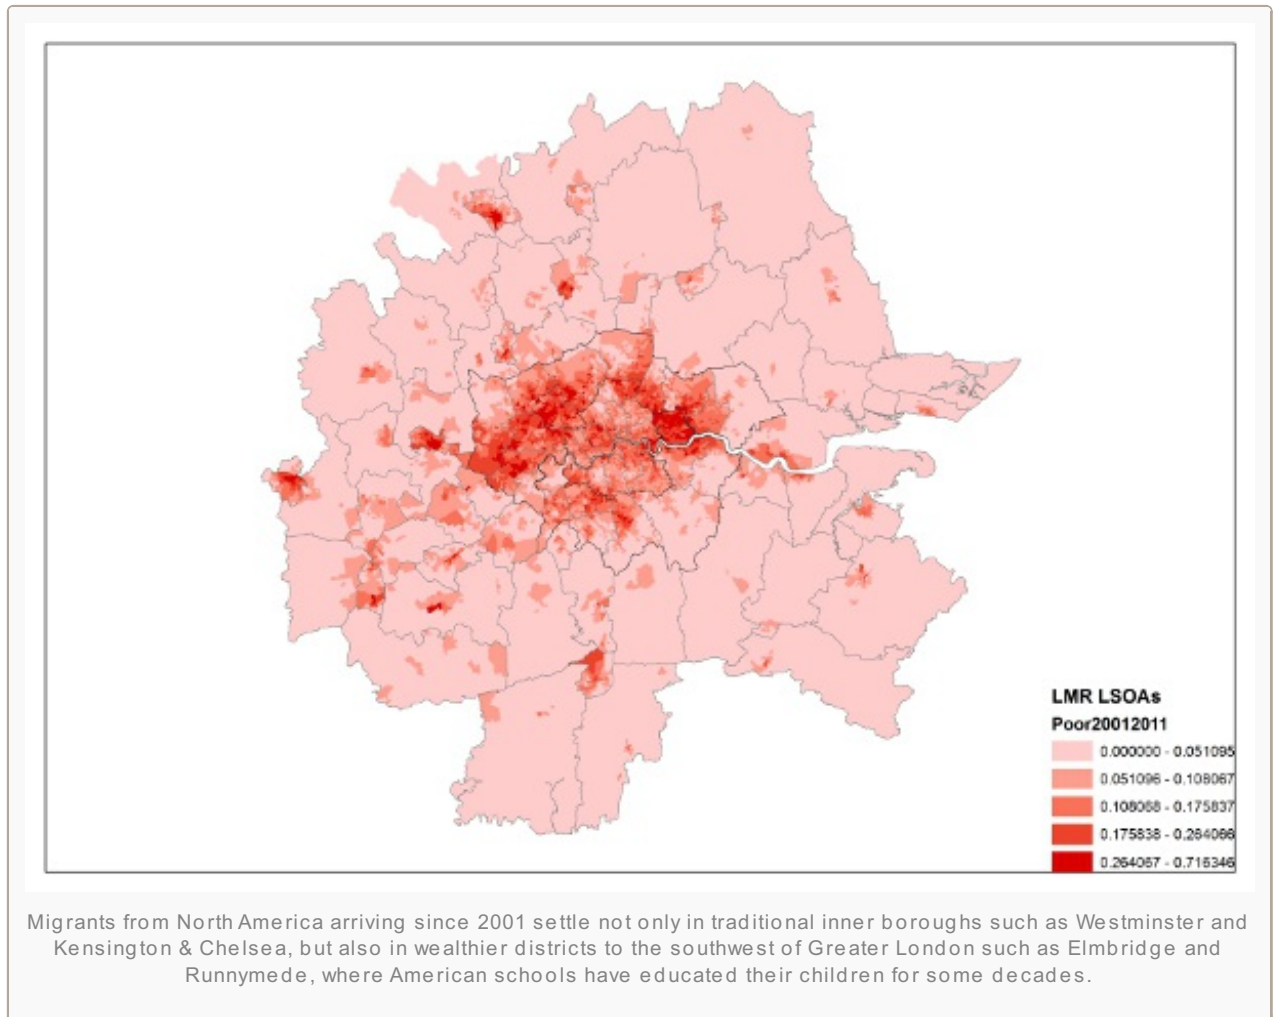 LMR LSOAs
Poor20012011
0.000000 - 0.051095
0.051096 - 0.108067
0.108068 - 0.175837
0.175838 - 0.264066
0.264067 - 0.716346
Migrants from North America arriving since 2001 settle not only in traditional inner boroughs such as Westminster and
Kensington & Chelsea, but also in wealthier districts to the southwest of Greater London such as Elmbridge and
Runnymede, where American schools have educated their children for some decades.